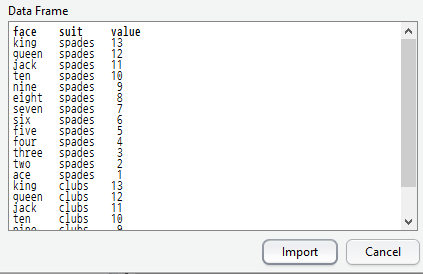 Data Frame
face suit value
king spades 13
queen spades 12
jack spades 11
ten spades 10
nine spades 9
eight spades 8
seven spades 7
six spades 6
five spades 5
four spades 4
three spades 3
two spades 2
ace spades 1
king clubs 13
queen clubs 12
jack clubs 11
ten clubs 10
nine clubs 9
Import Cancel